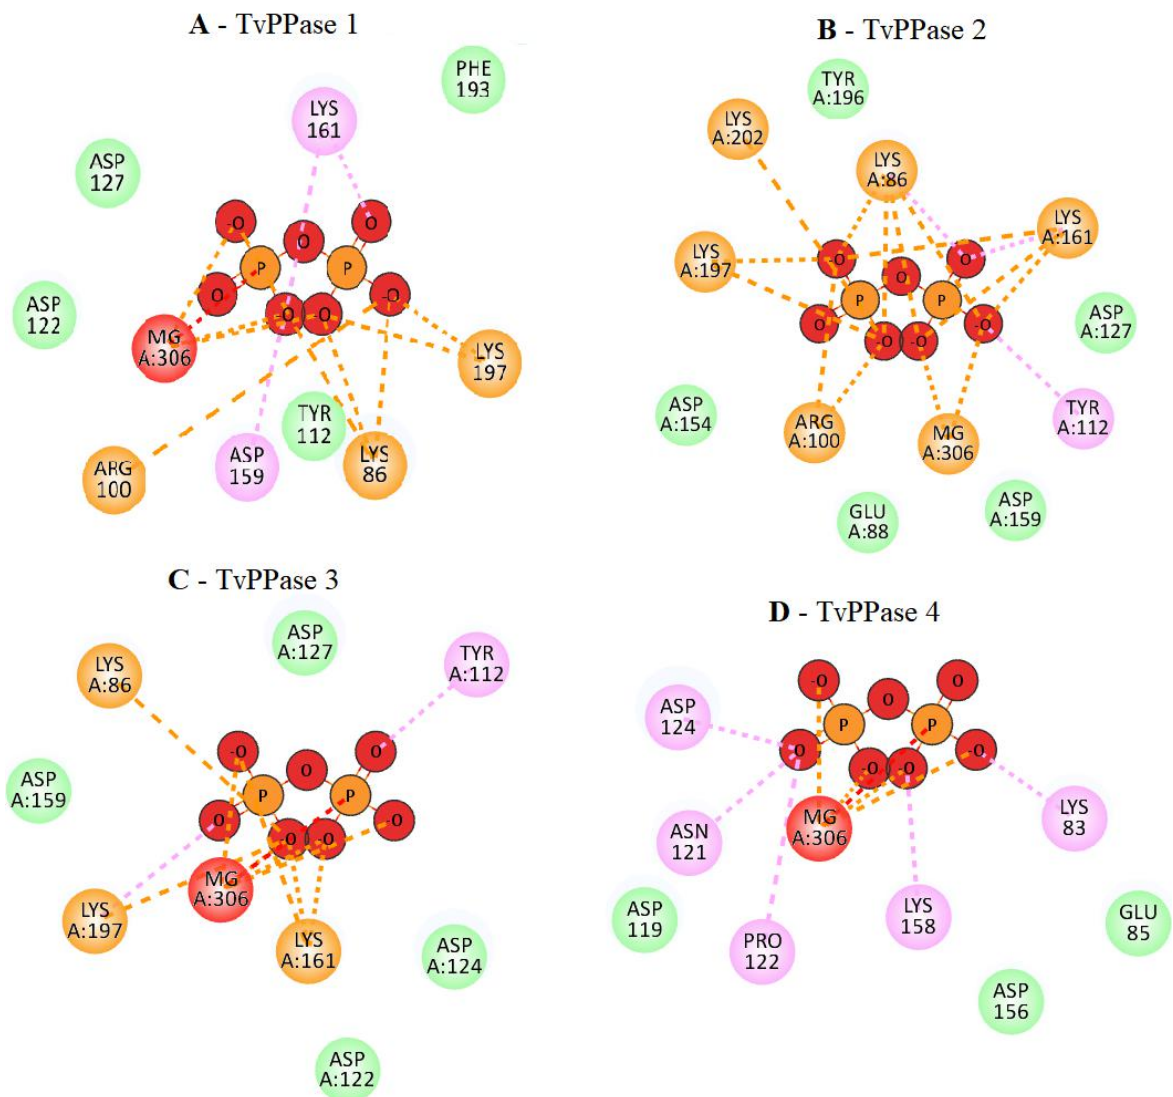 A - TvPPase 1
PHE
193
LYS
161
ASP
127
-O
O
O
P
P
O
-O
-O
-O
ASP
122
MG
A:306
LYS
197
TYR
112
ARG
100
ASP
159
LYS
86
B - TvPPase 2
TYR
A:196
LYS
A:202
LYS
A:86
LYS
A:161
LYS
A:197
-O
O
O
P
P
O
-O
-O
-O
ASP
A:127
ASP
A:154
ARG
A:100
MG
A:306
TYR
A:112
GLU
A:88
ASP
A:159
C - TvPPase 3
ASP
A:127
LYS
A:86
TYR
A:112
-O
O
O
P
P
O
-O
-O
-O
ASP
A:159
MG
A:306
LYS
A:197
LYS
A:161
ASP
A:124
ASP
A:122
D - TvPPase 4
-O
O
O
ASP
124
P
P
O
-O
-O
-O
ASN
121
MG
A:306
LYS
83
ASP
119
PRO
122
LYS
158
GLU
85
ASP
156